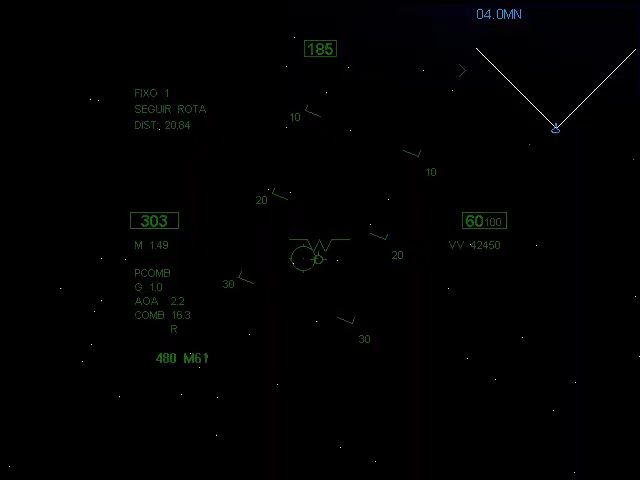 04.0MN
185
FIXO 1
SEGUIR ROTA
DIST: 20.84
10
10
20
303
60100
M 1.49
VV -42450
20
PCOMB
G 1.0
30
AOA 2.2
COMB 16.3
R
30
480 M61